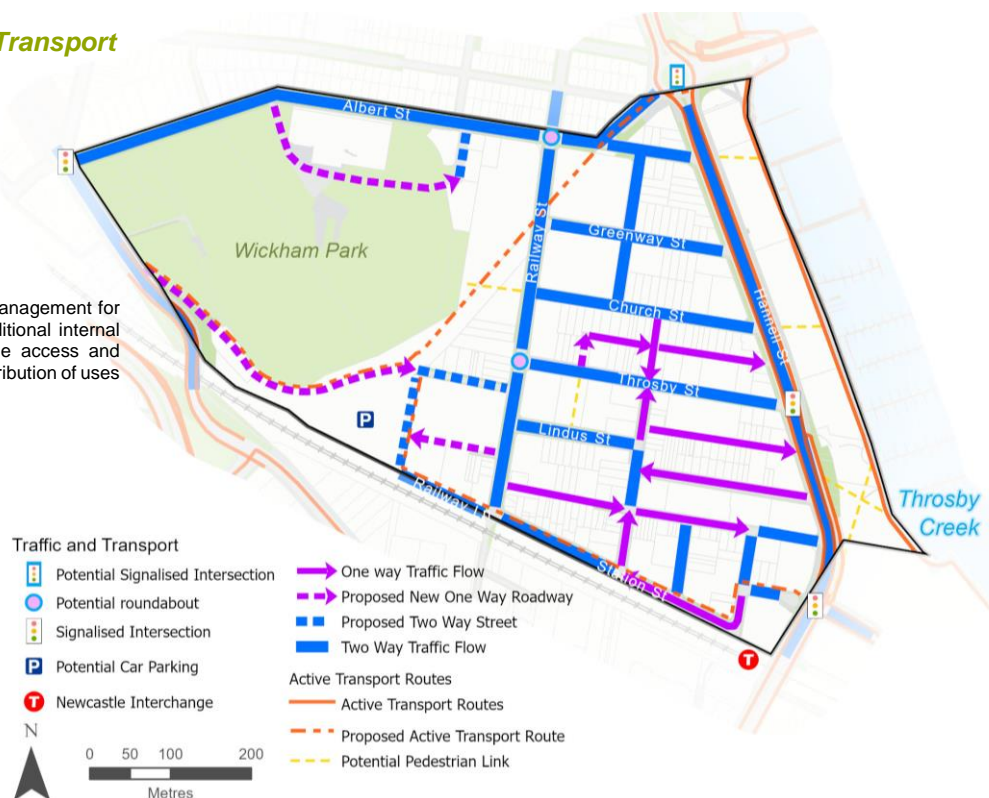 Transport
Albert St
Wickham Park
Railway St
Greenway St
Hannell St
anagement for
ditional internal
e access and
ribution of uses
Church St
Throsby St
P
Lindus St
Railway Ln
Throsby
Creek
Station St
T
Traffic and Transport
Potential Signalised Intersection
Potential roundabout
Signalised Intersection
P Potential Car Parking
T Newcastle Interchange
One way Traffic Flow
Proposed New One Way Roadway
Proposed Two Way Street
Two Way Traffic Flow
Active Transport Routes
Active Transport Routes
Proposed Active Transport Route
Potential Pedestrian Link
N
0 50 100 200
Metres